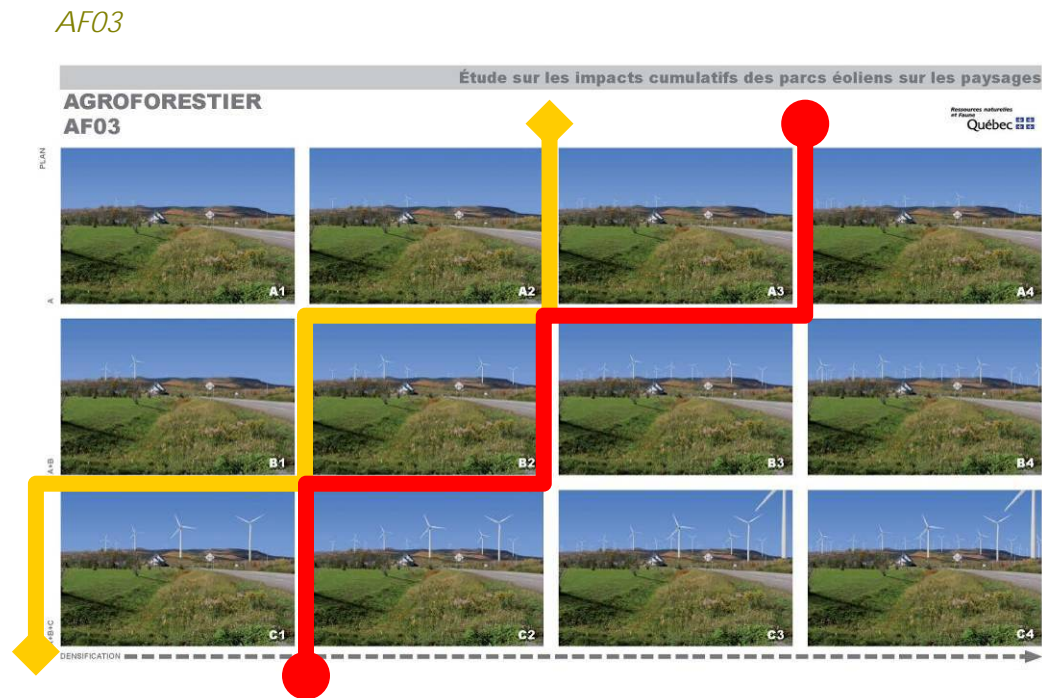 AF03
Étude sur les impacts cumulatifs des parcs éoliens sur les paysages
AGROFORESTIER
AF03
Ressources naturelles
et Faune
Québec
PLAN
A1
A2
A3
A4
A
B1
B2
B3
B4
A+B
C1
C2
C3
C4
DENSIFICATION